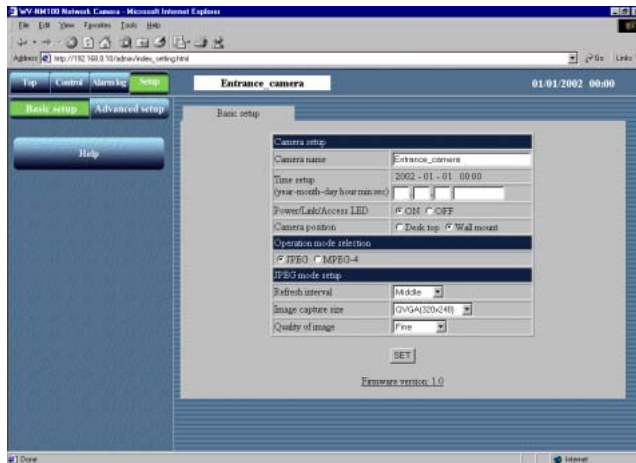 WV-NM100 Network Camera - Microsoft Internet Explorer
File Edit View Favorites Tools Help
Address http://192.168.0.10/admin/index_setting.html Go Links
Top Control Alarm log Setup Entrance_camera 01/01/2002 00:00
Basic setup Advanced setup
Help
Basic setup
Camera setup
Camera name Entrance_camera
Time setup 2002 - 01 - 01 00:00
(year-month-day hour:min:sec)
Power/Link/Access LED ON OFF
Camera position Desk top Wall mount
Operation mode selection
JPEG MPEG-4
JPEG mode setup
Refresh interval Middle
Image capture size QVGA(320x240)
Quality of image Fine
SET
Firmware version: 1.0
Done Internet